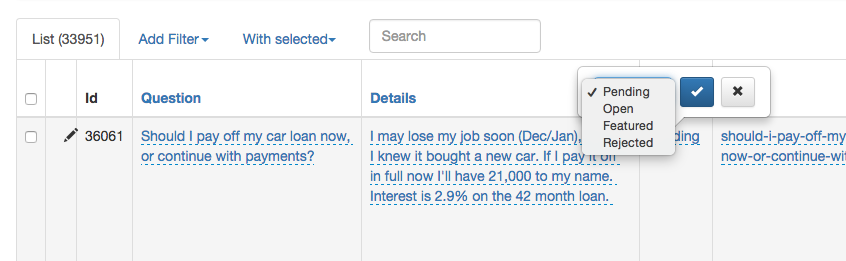 List (33951)
Add Filter
With selected
Search
Id
Question
Details
Pending
Open
Featured
Rejected
36061
Should I pay off my car loan now,
or continue with payments?
I may lose my job soon (Dec/Jan),
I knew it bought a new car. If I pay it off
in full now I'll have 21,000 to my name.
Interest is 2.9% on the 42 month loan.
should-i-pay-off-my
now-or-continue-wit